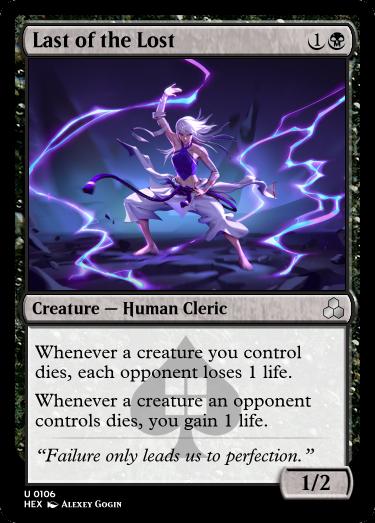 Last of the Lost 1
Creature — Human Cleric
Whenever a creature you control
dies, each opponent loses 1 life.
Whenever a creature an opponent
controls dies, you gain 1 life.
“Failure only leads us to perfection.”
1/2
U 0106
HEX Alexey Gogin